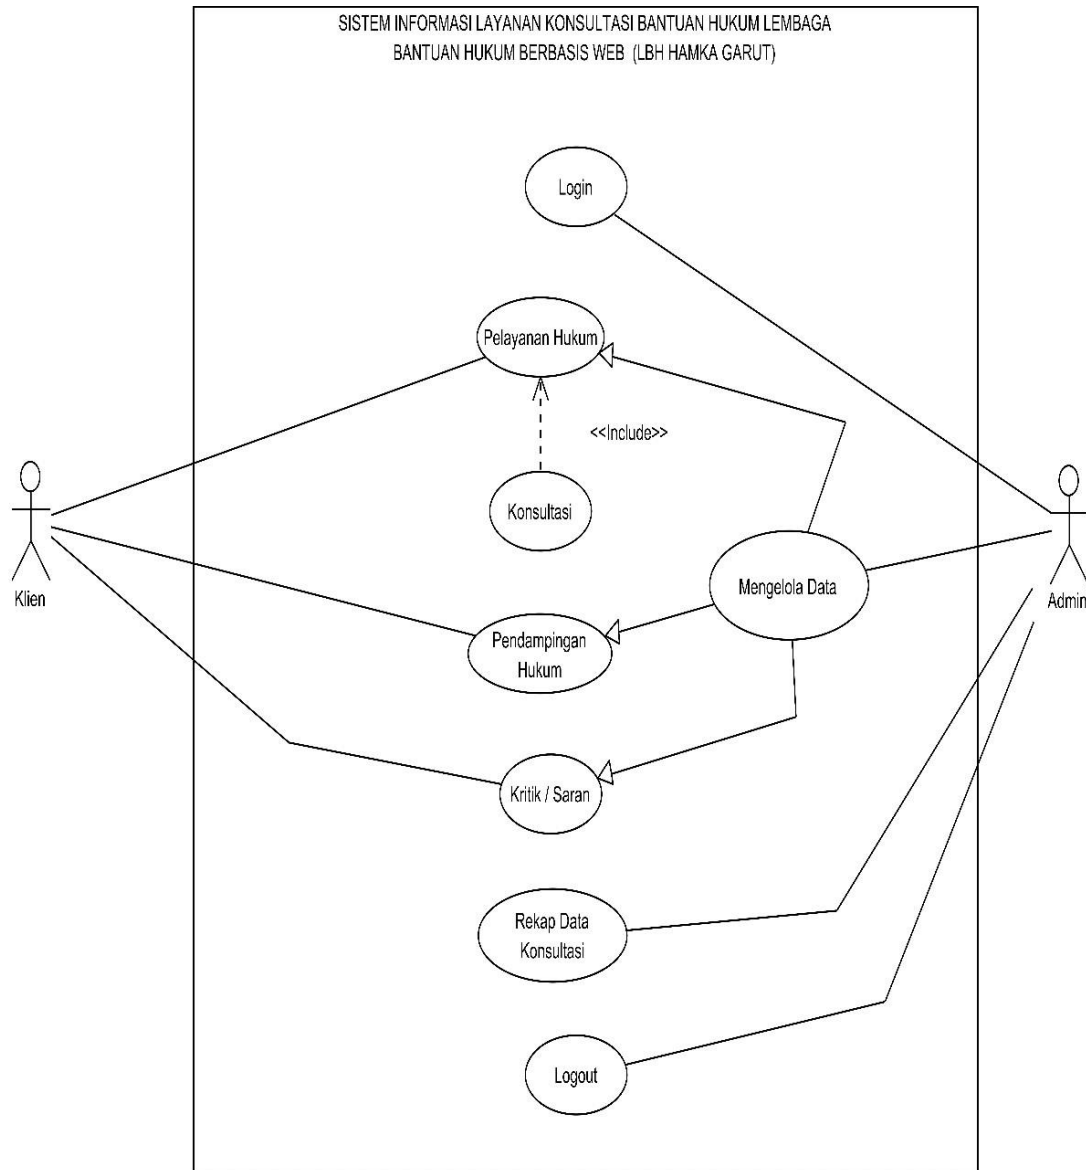 SISTEM INFORMASI LAYANAN KONSULTASI BANTUAN HUKUM LEMBAGA
BANTUAN HUKUM BERBASIS WEB (LBH HAMKA GARUT)
Login
Pelayanan Hukum
<<Include>>
Konsultasi
Klien
Mengelola Data
Admin
Pendampingan
Hukum
Kritik / Saran
Rekap Data
Konsultasi
Logout